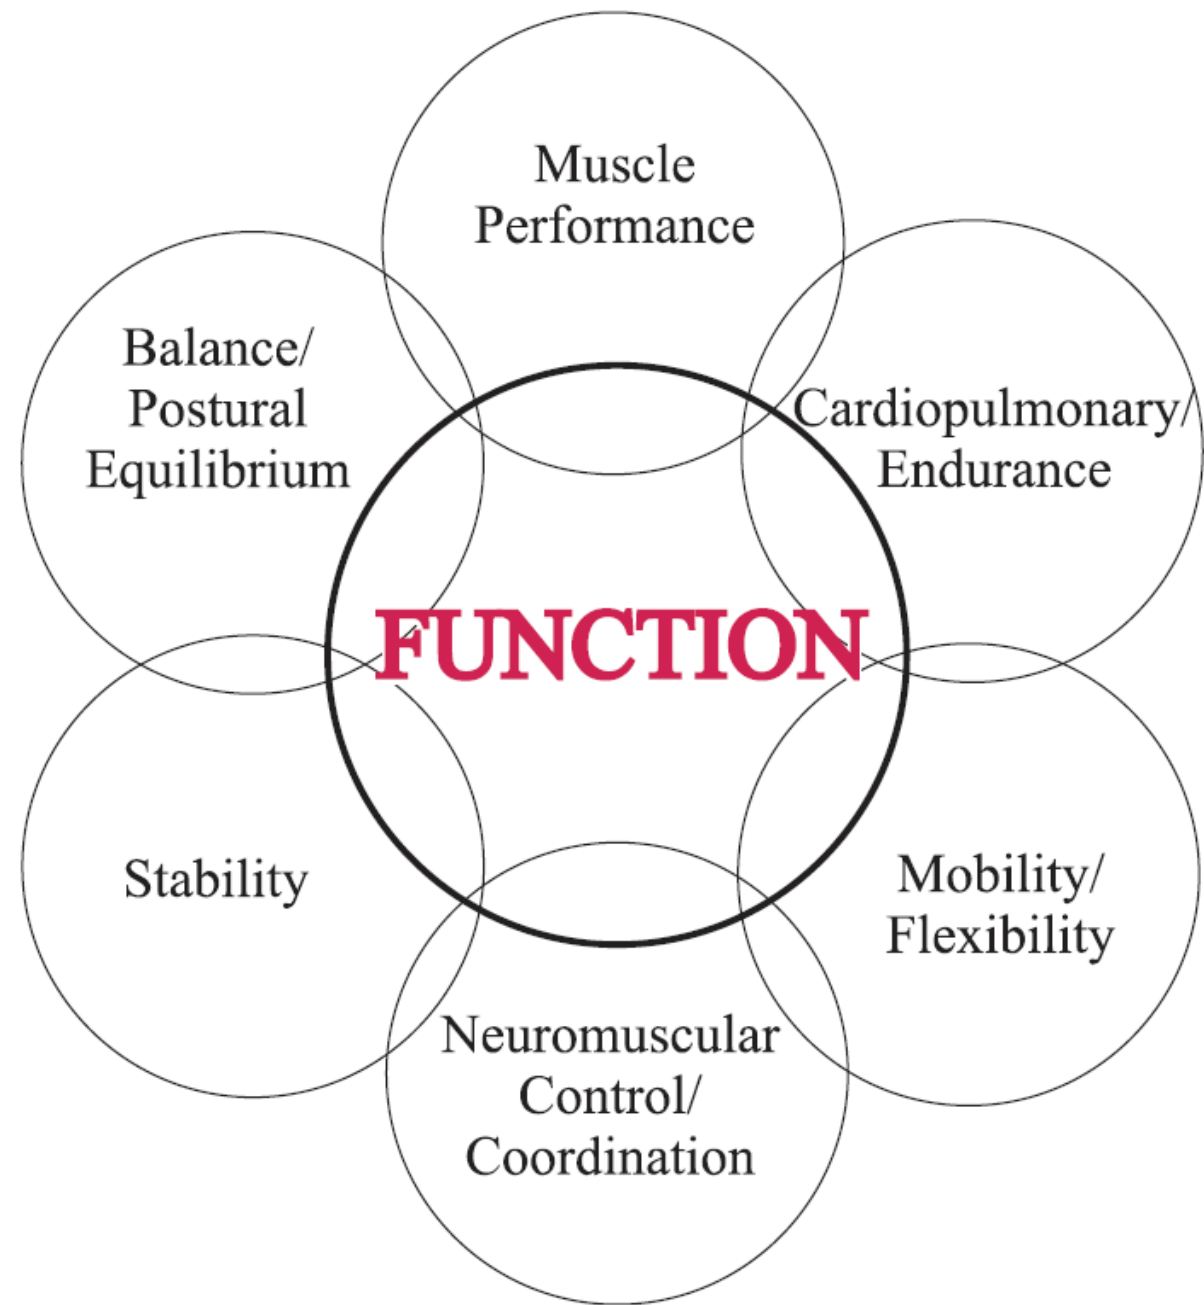 Muscle
Performance
Balance/
Postural
Equilibrium
Cardiopulmonary/
Endurance
FUNCTION
Stability
Mobility/
Flexibility
Neuromuscular
Control/
Coordination